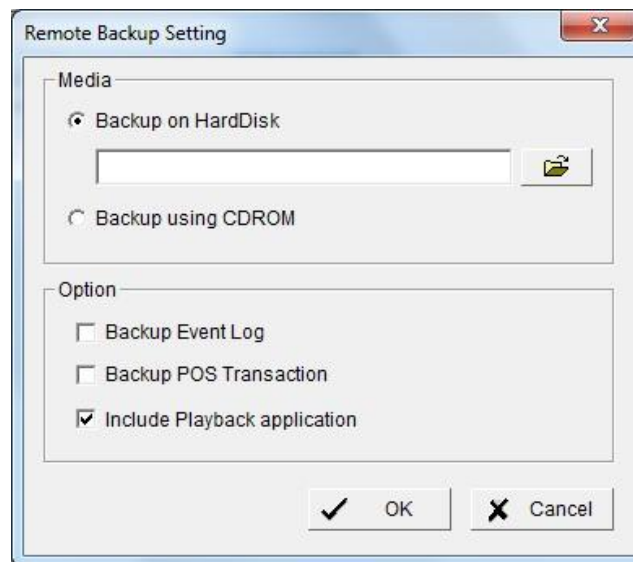 Remote Backup Setting
Media
Backup on HardDisk
Backup using CDROM
Option
Backup Event Log
Backup POS Transaction
Include Playback application
OK
Cancel